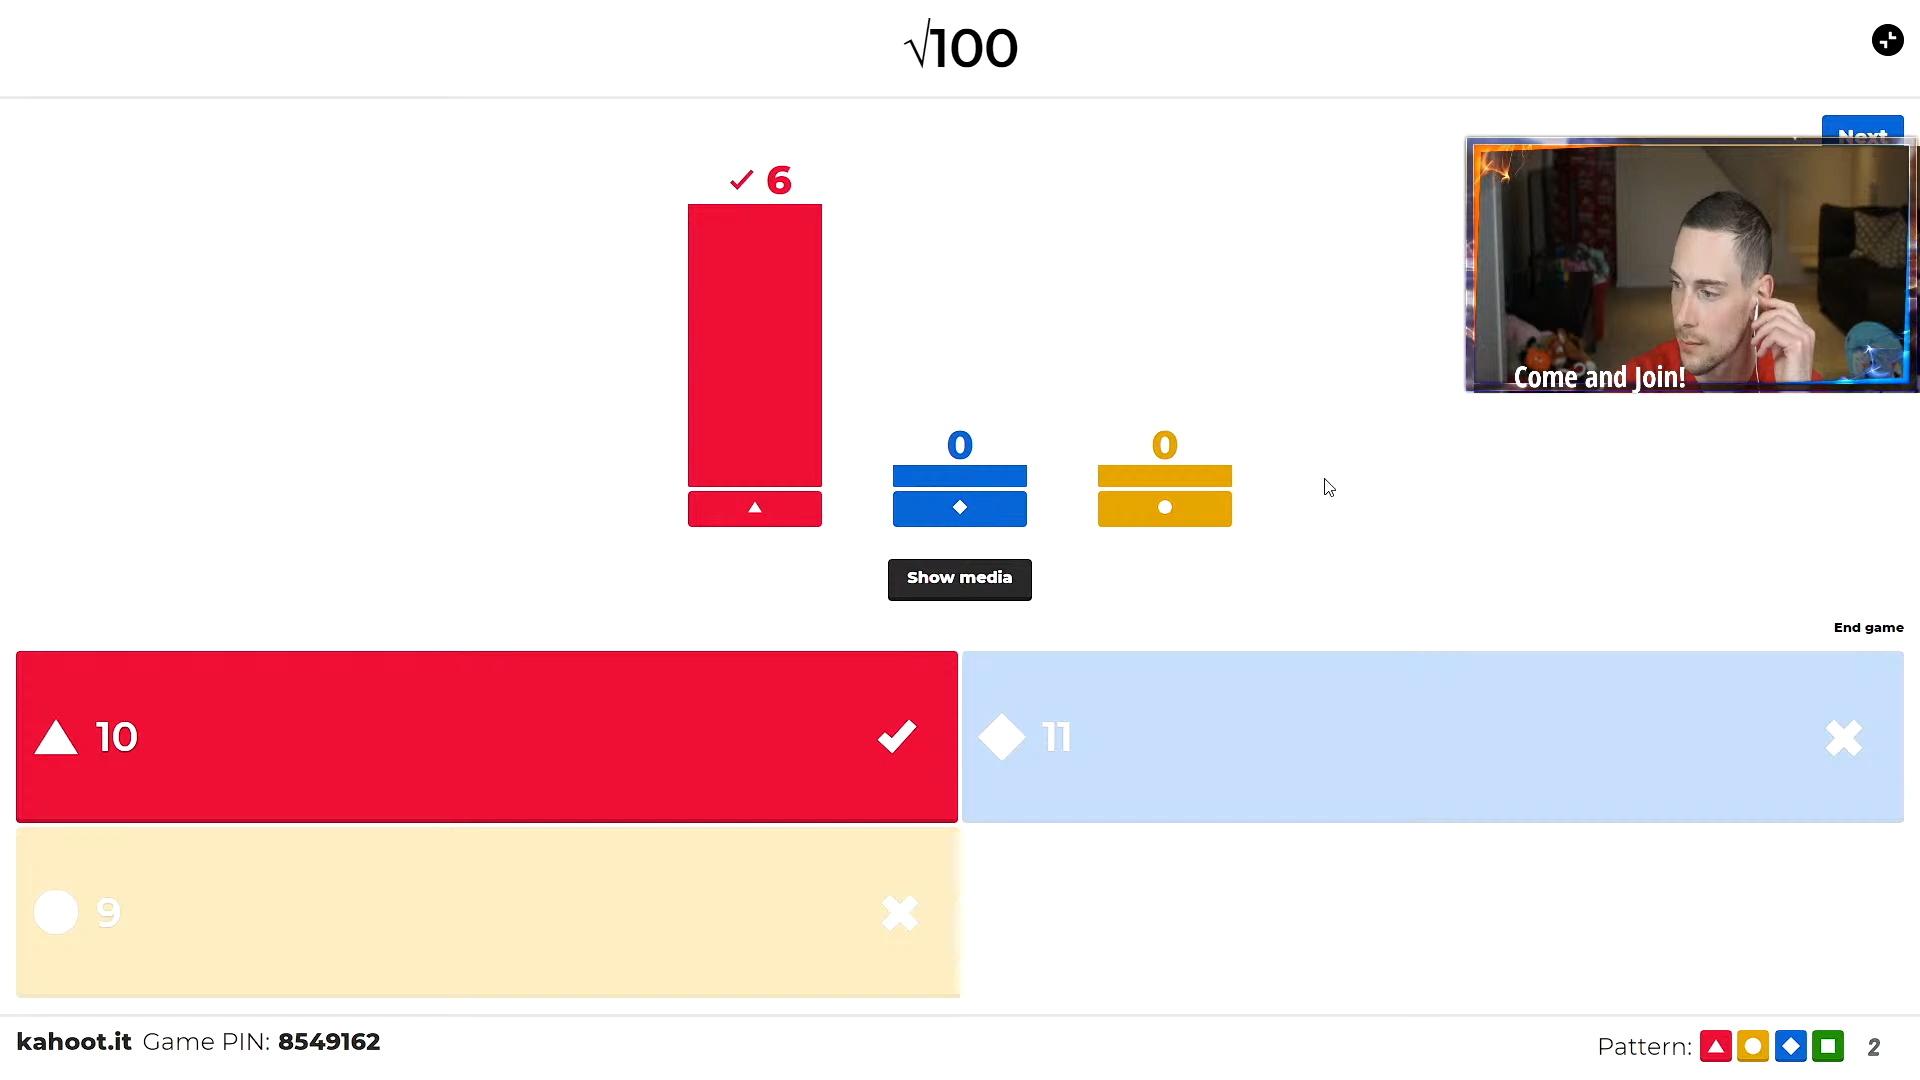 √100
Next
6
0
0
Come and Join!
Show media
End game
10
11
9
kahoot.it Game PIN: 8549162
Pattern: 2